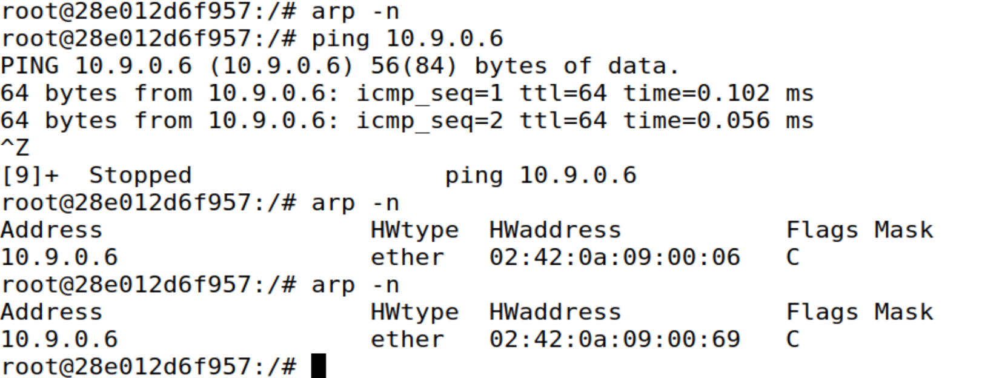 root@28e012d6f957:/# arp -n
root@28e012d6f957:/# ping 10.9.0.6
PING 10.9.0.6 (10.9.0.6) 56(84) bytes of data.
64 bytes from 10.9.0.6: icmp_seq=1 ttl=64 time=0.102 ms
64 bytes from 10.9.0.6: icmp_seq=2 ttl=64 time=0.056 ms
^Z
[9]+  Stopped                 ping 10.9.0.6
root@28e012d6f957:/# arp -n
Address                  HWtype  HWaddress           Flags Mask
10.9.0.6                 ether   02:42:0a:09:00:06   C
root@28e012d6f957:/# arp -n
Address                  HWtype  HWaddress           Flags Mask
10.9.0.6                 ether   02:42:0a:09:00:69   C
root@28e012d6f957:/#